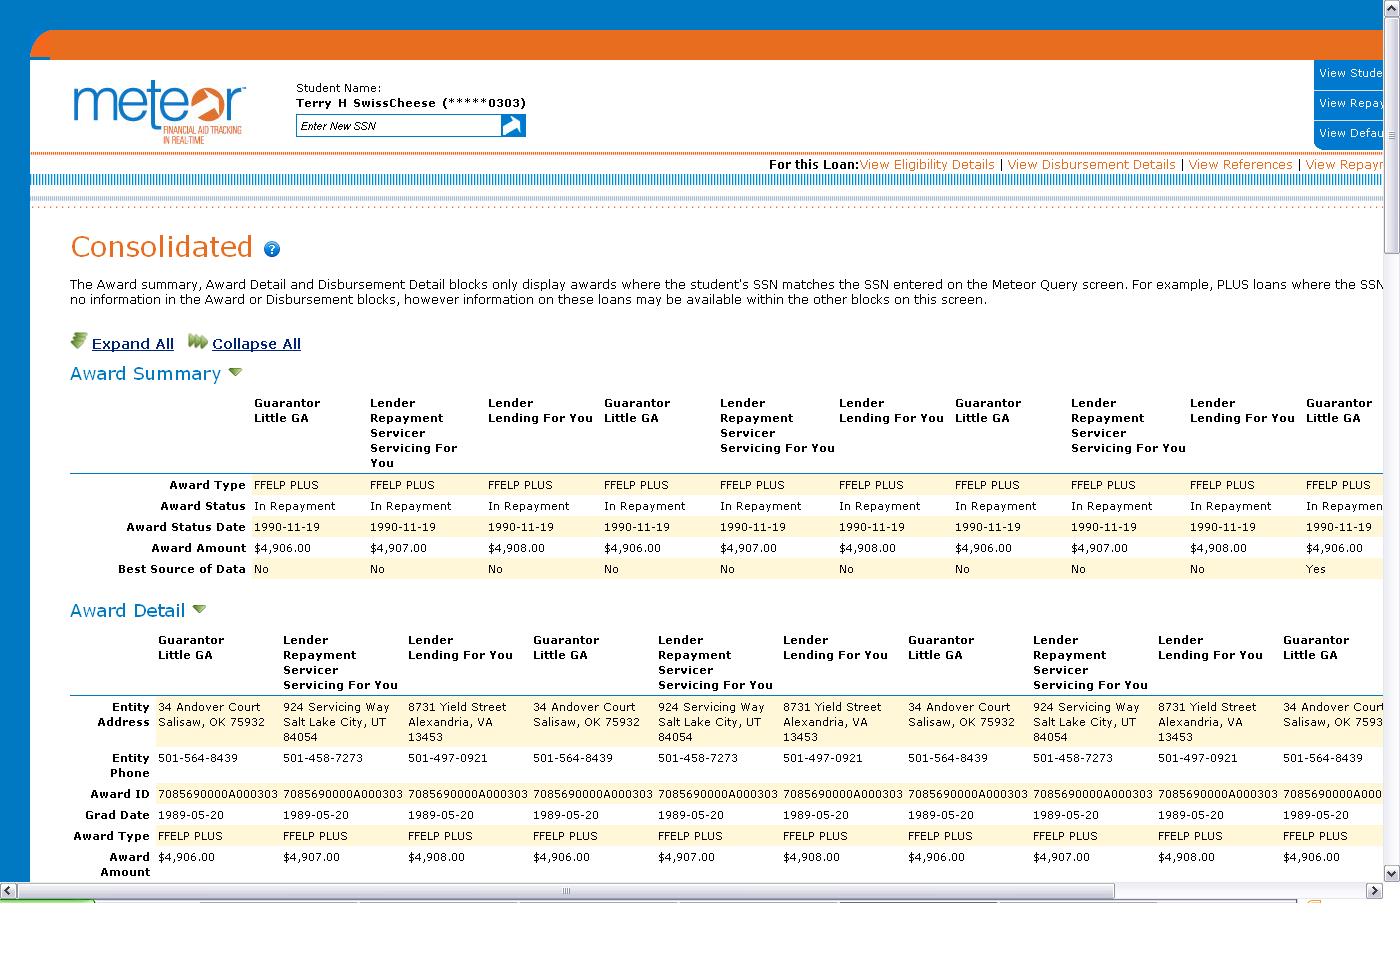 meteor
FINANCIAL AID TRACKING
IN REAL-TIME
Student Name:
Terry H SwissCheese (*****0303)
Enter New SSN
View Stude
View Repay
View Defau
For this Loan:View Eligibility Details | View Disbursement Details | View References | View Repayr
Consolidated ?
The Award summary, Award Detail and Disbursement Detail blocks only display awards where the student's SSN matches the SSN entered on the Meteor Query screen. For example, PLUS loans where the SSN
no information in the Award or Disbursement blocks, however information on these loans may be available within the other blocks on this screen.
Expand All Collapse All
Award Summary
Guarantor Lender Lender Guarantor Lender Lender Guarantor Lender Lender Guarantor
Little GA Repayment Lending For You Little GA Repayment Lending For You Little GA Repayment Lending For You Little GA
Servicer Servicer Servicer
Servicing For Servicing For You Servicing For You
You
Award Type FFELP PLUS FFELP PLUS FFELP PLUS FFELP PLUS FFELP PLUS FFELP PLUS FFELP PLUS FFELP PLUS FFELP PLUS FFELP PLUS
Award Status In Repayment In Repayment In Repayment In Repayment In Repayment In Repayment In Repayment In Repayment In Repayment In Repaymen
Award Status Date 1990-11-19 1990-11-19 1990-11-19 1990-11-19 1990-11-19 1990-11-19 1990-11-19 1990-11-19 1990-11-19 1990-11-19
Award Amount $4,906.00 $4,907.00 $4,908.00 $4,906.00 $4,907.00 $4,908.00 $4,906.00 $4,907.00 $4,908.00 $4,906.00
Best Source of Data No No No No No No No No No Yes
Award Detail
Guarantor Lender Lender Guarantor Lender Lender Guarantor Lender Lender Guarantor
Little GA Repayment Lending For You Little GA Repayment Lending For You Little GA Repayment Lending For You Little GA
Servicer Servicer Servicer
Servicing For You Servicing For You Servicing For You
Entity 34 Andover Court 924 Servicing Way 8731 Yield Street 34 Andover Court 924 Servicing Way 8731 Yield Street 34 Andover Court 924 Servicing Way 8731 Yield Street 34 Andover Court
Address Salisaw, OK 75932 Salt Lake City, UT Alexandria, VA Salisaw, OK 75932 Salt Lake City, UT Alexandria, VA Salisaw, OK 75932 Salt Lake City, UT Alexandria, VA Salisaw, OK 7593
84054 13453 84054 13453 84054 13453
Entity 501-564-8439 501-458-7273 501-497-0921 501-564-8439 501-458-7273 501-497-0921 501-564-8439 501-458-7273 501-497-0921 501-564-8439
Phone
Award ID 7085690000A000303 7085690000A000303 7085690000A000303 7085690000A000303 7085690000A000303 7085690000A000303 7085690000A000303 7085690000A000303 7085690000A000303 7085690000A000
Grad Date 1989-05-20 1989-05-20 1989-05-20 1989-05-20 1989-05-20 1989-05-20 1989-05-20 1989-05-20 1989-05-20 1989-05-20
Award Type FFELP PLUS FFELP PLUS FFELP PLUS FFELP PLUS FFELP PLUS FFELP PLUS FFELP PLUS FFELP PLUS FFELP PLUS FFELP PLUS
Award $4,906.00 $4,907.00 $4,908.00 $4,906.00 $4,907.00 $4,908.00 $4,906.00 $4,907.00 $4,908.00 $4,906.00
Amount